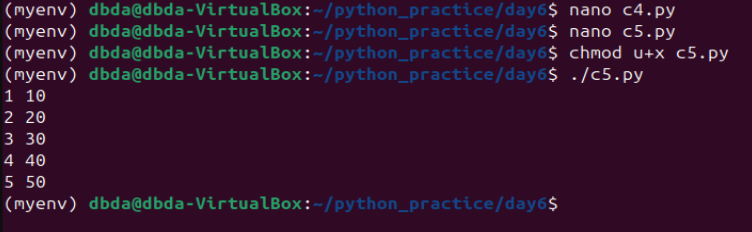 (myenv) dbda@dbda-VirtualBox:~/python_practice/day6$ nano c4.py
(myenv) dbda@dbda-VirtualBox:~/python_practice/day6$ nano c5.py
(myenv) dbda@dbda-VirtualBox:~/python_practice/day6$ chmod u+x c5.py
(myenv) dbda@dbda-VirtualBox:~/python_practice/day6$ ./c5.py
1 10
2 20
3 30
4 40
5 50
(myenv) dbda@dbda-VirtualBox:~/python_practice/day6$